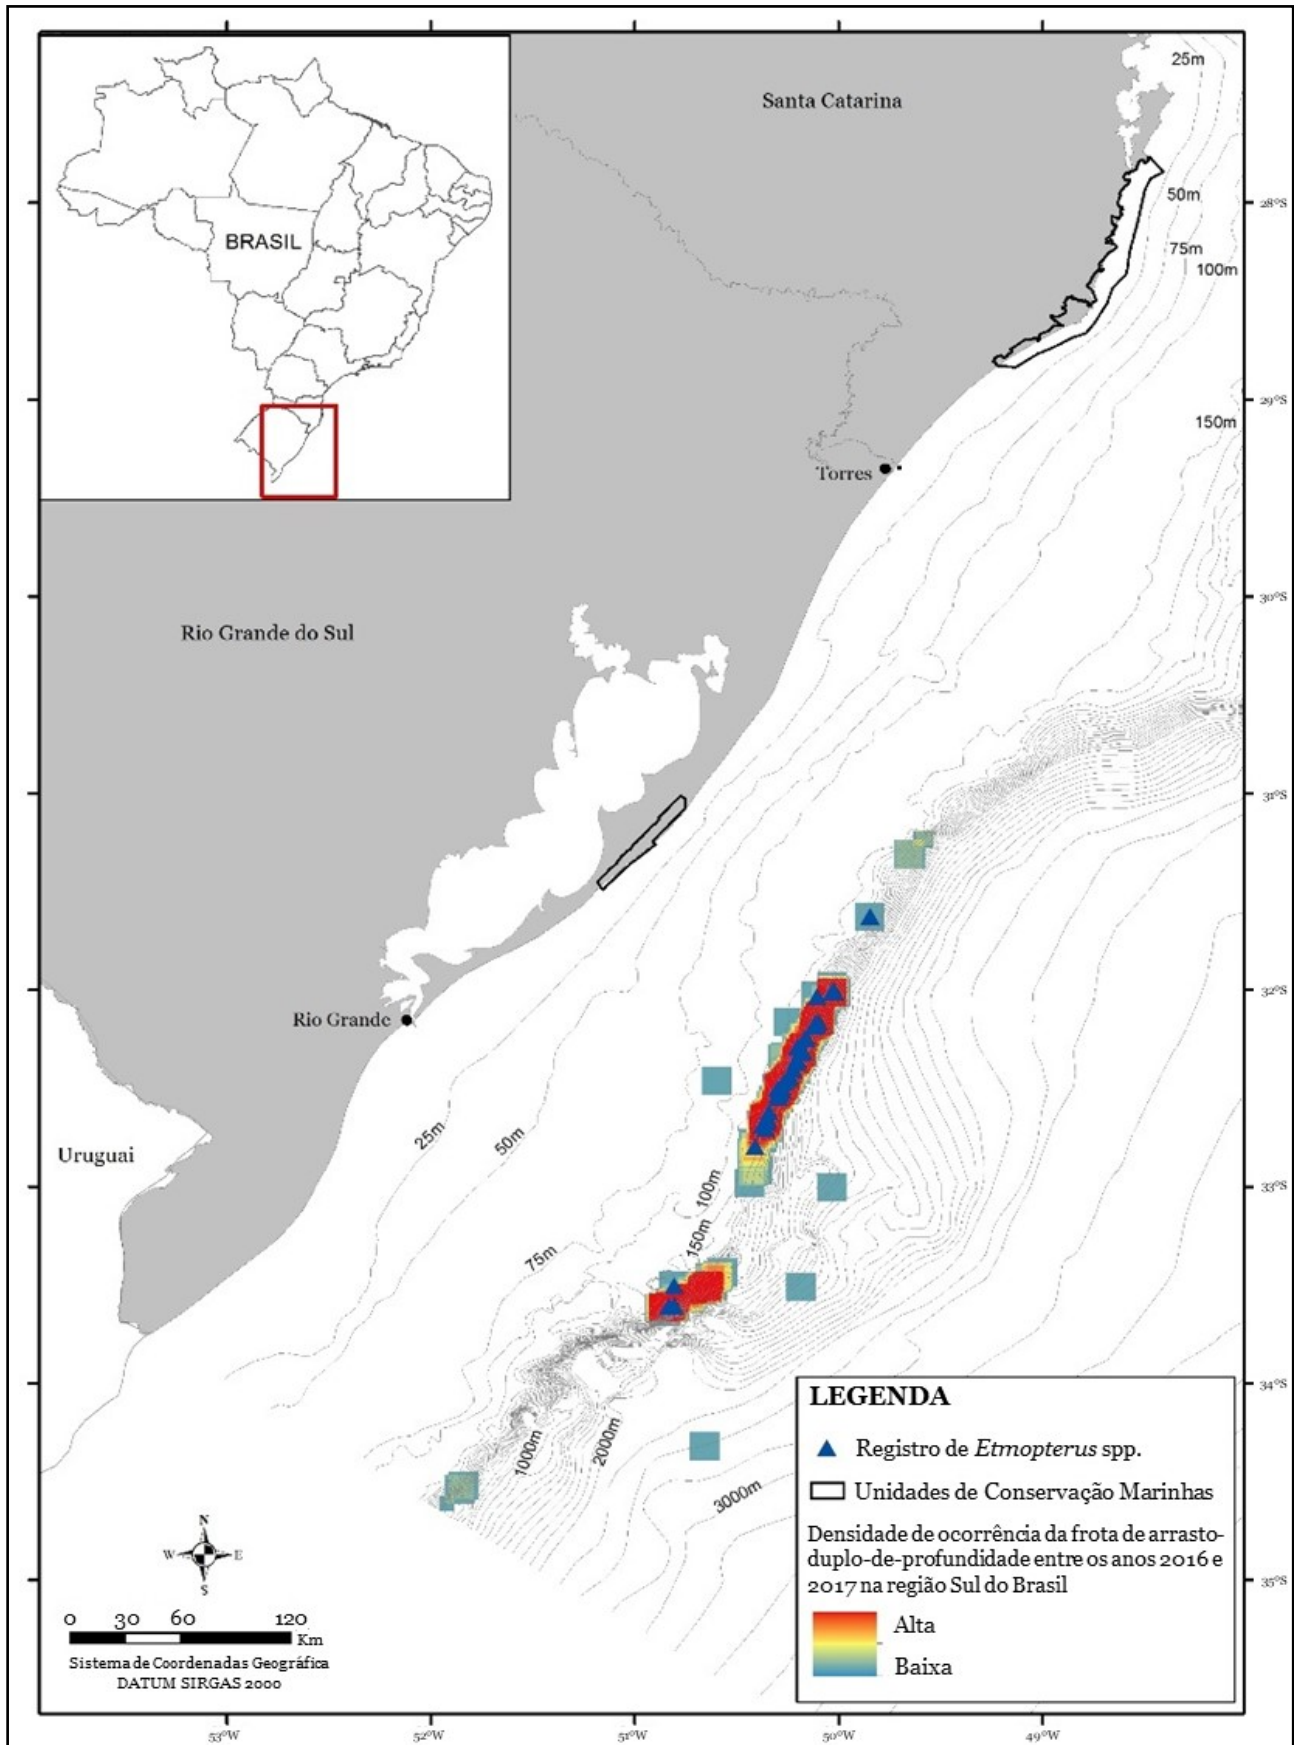 BRASIL
Santa Catarina
25m
50m
28°S
75m
100m
29°S
150m
Torres
30°S
Rio Grande do Sul
31°S
32°S
Rio Grande
25m
50m
Uruguai
100m
33°S
150m
75m
34°S
1000m
2000m
3000m
35°S
LEGENDA
Registro de Etmopterus spp.
Unidades de Conservação Marinhas
Densidade de ocorrência da frota de arrasto-
duplo-de-profundidade entre os anos 2016 e
2017 na região Sul do Brasil
Alta
Baixa
N
W E
S
0 30 60 120
Km
Sistema de Coordenadas Geográfica
DATUM SIRGAS 2000
53°W 52°W 51°W 50°W 49°W